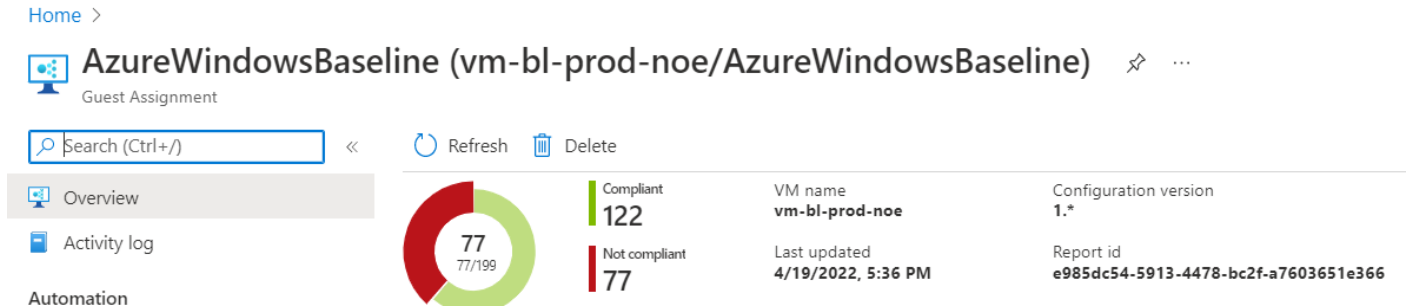 Home >
AzureWindowsBaseline (vm-bl-prod-noe/AzureWindowsBaseline) ...
Guest Assignment
Search (Ctrl+/) «
Refresh Delete
Overview
Activity log
Automation
77
77/199
Compliant
122
Not compliant
77
VM name
vm-bl-prod-noe
Last updated
4/19/2022, 5:36 PM
Configuration version
1.*
Report id
e985dc54-5913-4478-bc2f-a7603651e366